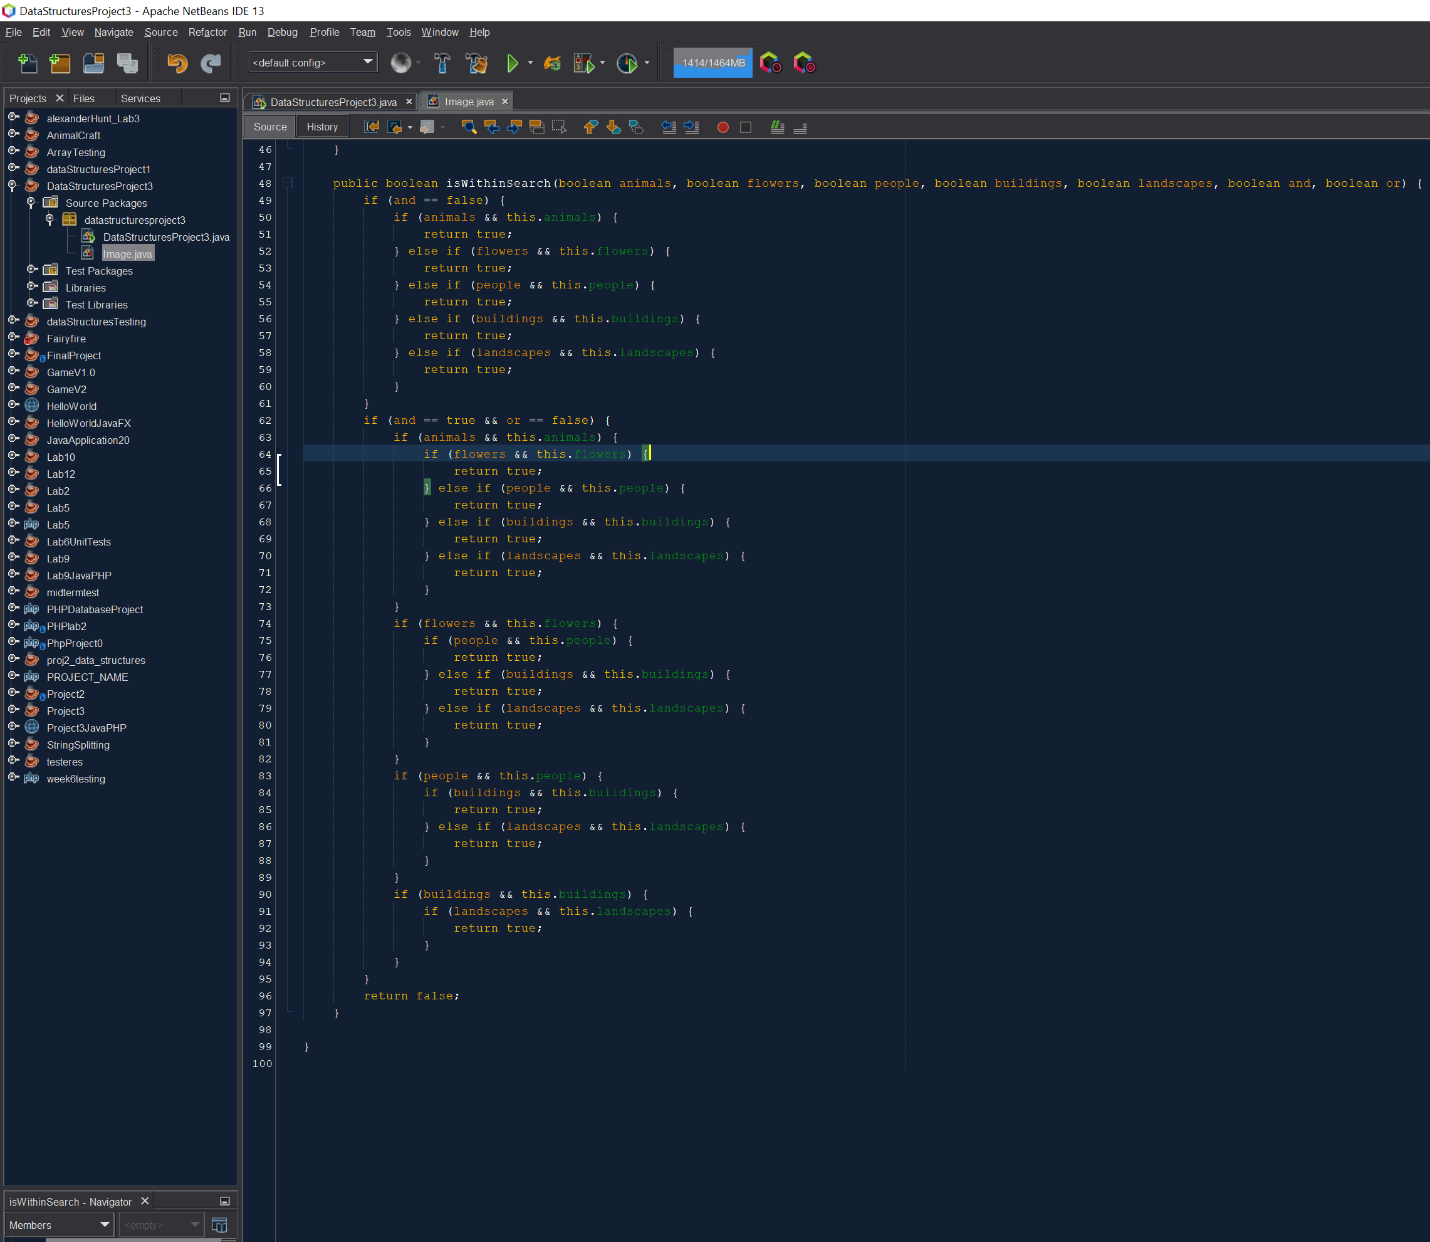 DataStructuresProject3 - Apache NetBeans IDE 13
File Edit View Navigate Source Refactor Run Debug Profile Team Tools Window Help
<default config> 1414/1464MB
Projects Files Services
DataStructuresProject3.java Image.java
Source History
alexanderHunt_Lab3
AnimalCraft
ArrayTesting
dataStructuresProject1
DataStructuresProject3
Source Packages
datastructuresproject3
DataStructuresProject3.java
Image.java
Test Packages
Libraries
Test Libraries
dataStructuresTesting
Fairyfire
FinalProject
GameV1.0
GameV2
HelloWorld
HelloWorldJavaFX
JavaApplication20
Lab10
Lab12
Lab2
Lab5
Lab5
Lab6UnitTests
Lab9
Lab9JavaPHP
midtermtest
PHPDatabaseProject
PHPlab2
PhpProject0
proj2_data_structures
PROJECT_NAME
Project2
Project3
Project3JavaPHP
StringSplitting
testeres
week6testing
isWithinSearch - Navigator
Members <empty>
46 }
47
48 public boolean isWithinSearch(boolean animals, boolean flowers, boolean people, boolean buildings, boolean landscapes, boolean and, boolean or) {
49 if (and == false) {
50 if (animals && this.animals) {
51 return true;
52 } else if (flowers && this.flowers) {
53 return true;
54 } else if (people && this.people) {
55 return true;
56 } else if (buildings && this.buildings) {
57 return true;
58 } else if (landscapes && this.landscapes) {
59 return true;
60 }
61 }
62 if (and == true && or == false) {
63 if (animals && this.animals) {
64 if (flowers && this.flowers) {
65 return true;
66 } else if (people && this.people) {
67 return true;
68 } else if (buildings && this.buildings) {
69 return true;
70 } else if (landscapes && this.landscapes) {
71 return true;
72 }
73 }
74 if (flowers && this.flowers) {
75 if (people && this.people) {
76 return true;
77 } else if (buildings && this.buildings) {
78 return true;
79 } else if (landscapes && this.landscapes) {
80 return true;
81 }
82 }
83 if (people && this.people) {
84 if (buildings && this.buildings) {
85 return true;
86 } else if (landscapes && this.landscapes) {
87 return true;
88 }
89 }
90 if (buildings && this.buildings) {
91 if (landscapes && this.landscapes) {
92 return true;
93 }
94 }
95 }
96 return false;
97 }
98
99 }
100